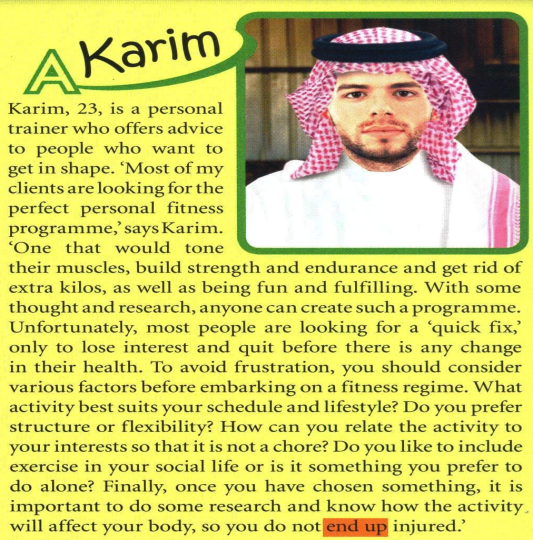 A Karim
Karim, 23, is a personal
trainer who offers advice
to people who want to
get in shape. ‘Most of my
clients are looking for the
perfect personal fitness
programme,’ says Karim.
‘One that would tone
their muscles, build strength and endurance and get rid of
extra kilos, as well as being fun and fulfilling. With some
thought and research, anyone can create such a programme.
Unfortunately, most people are looking for a ‘quick fix,’
only to lose interest and quit before there is any change
in their health. To avoid frustration, you should consider
various factors before embarking on a fitness regime. What
activity best suits your schedule and lifestyle? Do you prefer
structure or flexibility? How can you relate the activity to
your interests so that it is not a chore? Do you like to include
exercise in your social life or is it something you prefer to
do alone? Finally, once you have chosen something, it is
important to do some research and know how the activity
will affect your body, so you do not end up injured.’